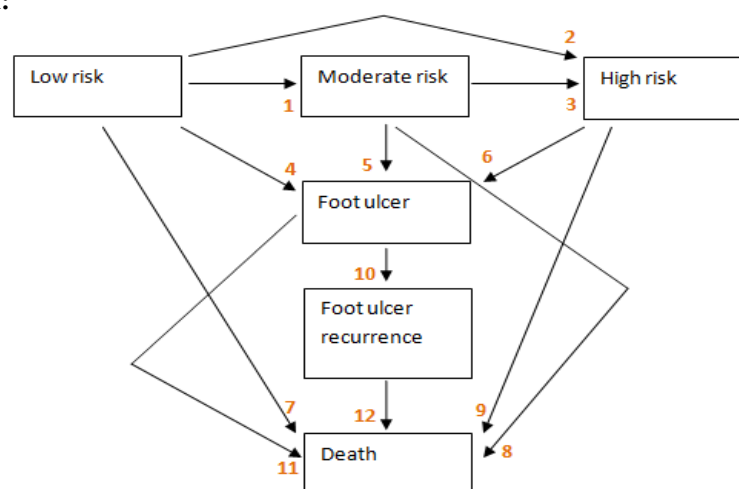 2
Low risk
Moderate risk
High risk
1
3
4
5
6
Foot ulcer
10
Foot ulcer
recurrence
7
12
9
Death
11
8